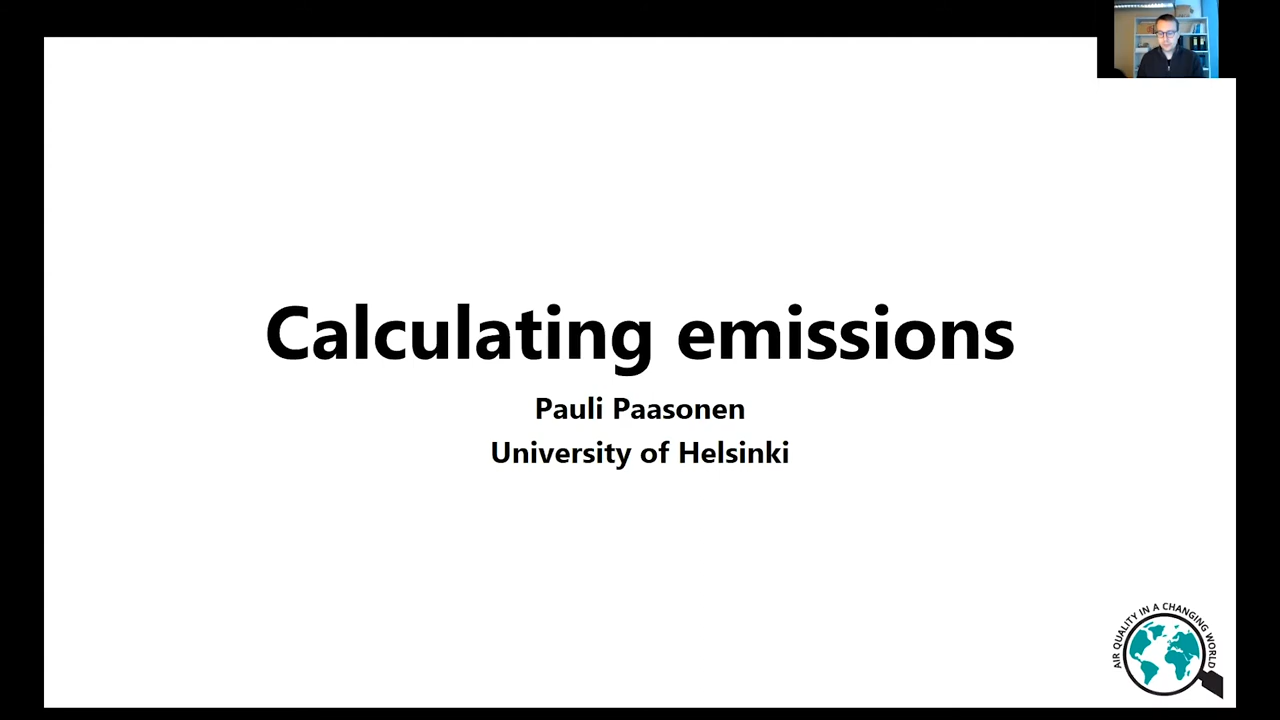 Calculating emissions
Pauli Paasonen
University of Helsinki
AIR QUALITY IN A CHANGING WORLD